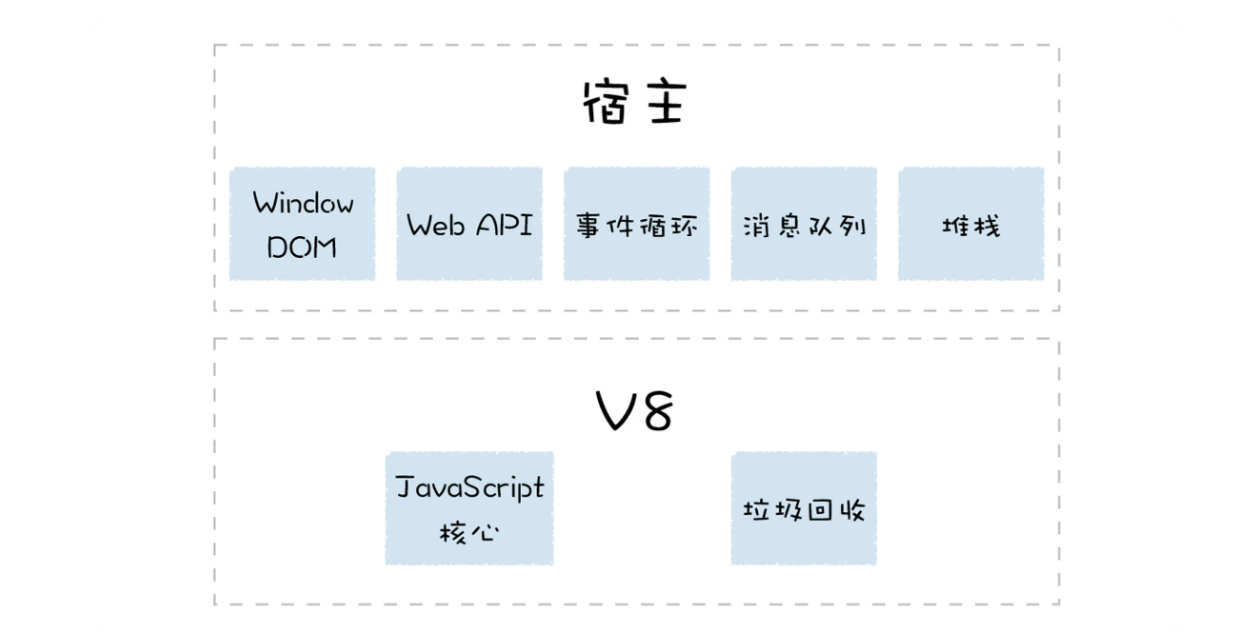 宿主
Window
DOM
Web API
事件循环
消息队列
堆栈
V8
JavaScript
核心
垃圾回收